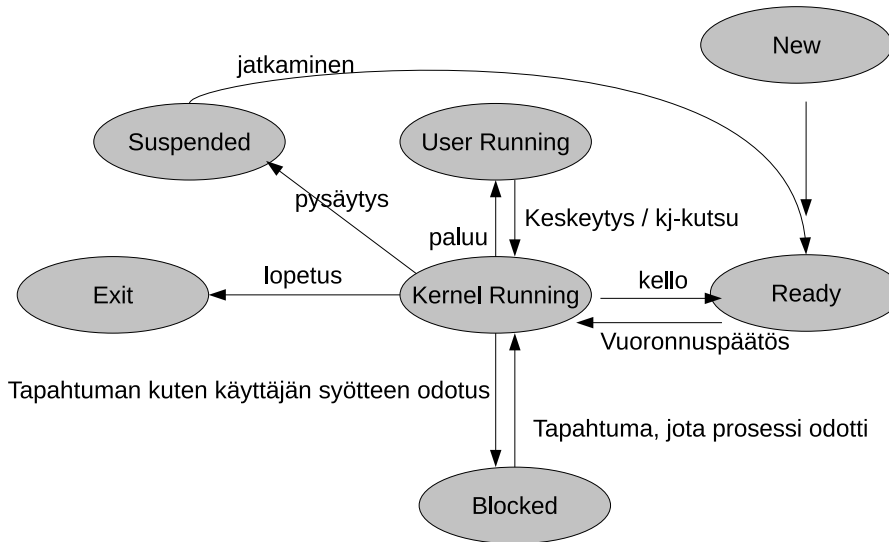 New
jatkaminen
Suspended
User Running
pysäytys
Keskeytys / kj-kutsu
paluu
lopetus
kello
Exit
Kernel Running
Ready
Vuoronnuspäätös
Tapahtuman kuten käyttäjän syötteen odotus
Tapahtuma, jota prosessi odotti
Blocked